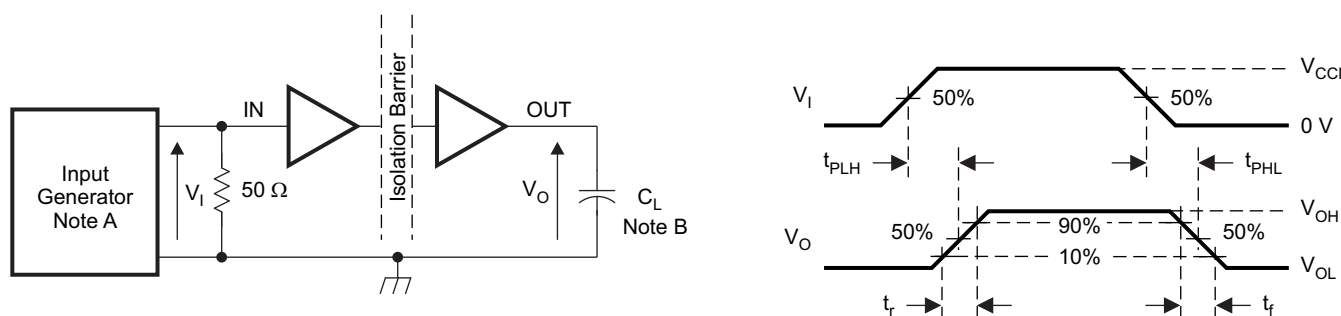 Input
Generator
Note A
V_I
50 Ω
IN
Isolation Barrier
OUT
V_O
C_L
Note B
V_I
50%
50%
V_CCI
0 V
t_PLH
t_PHL
V_O
50%
90%
10%
50%
V_OH
V_OL
t_r
t_f